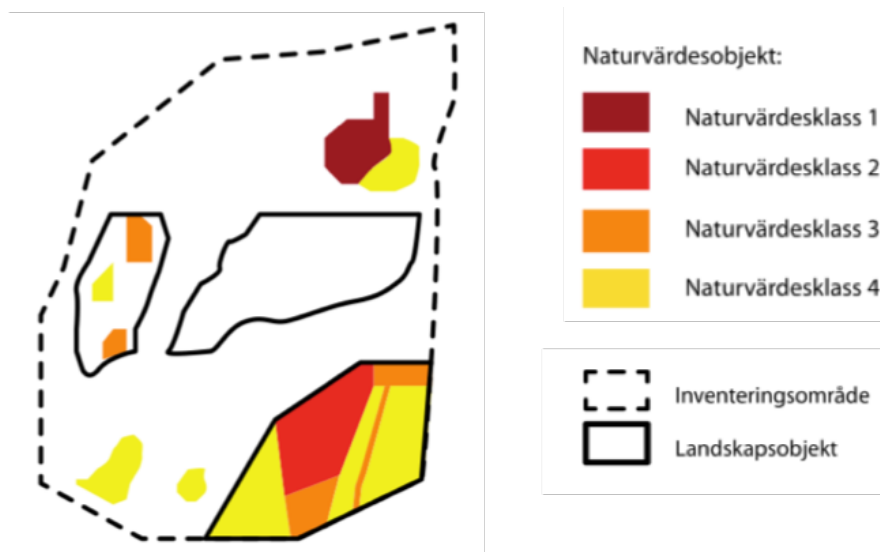 Naturvärdesobjekt:
Naturvärdesklass 1
Naturvärdesklass 2
Naturvärdesklass 3
Naturvärdesklass 4
Inventeringsområde
Landskapsobjekt